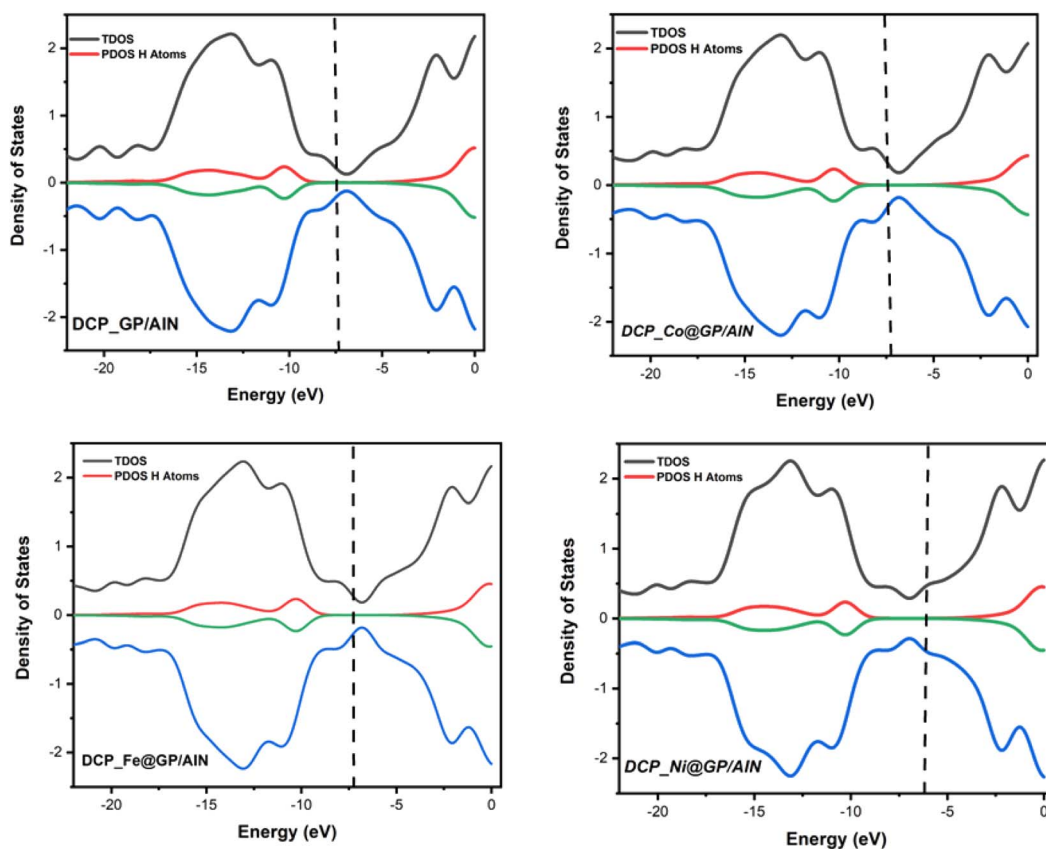 TDOS
PDOS H Atoms
2
1
0
-1
-2
Density of States
DCP_GP/AlN
-20
-15
-10
-5
0
Energy (eV)
TDOS
PDOS H Atoms
2
1
0
-1
-2
Density of States
DCP_Co@GP/AlN
-20
-15
-10
-5
0
Energy (eV)
TDOS
PDOS H Atoms
2
1
0
-1
-2
Density of States
DCP_Fe@GP/AlN
-20
-15
-10
-5
0
Energy (eV)
TDOS
PDOS H Atoms
2
1
0
-1
-2
Density of States
DCP_Ni@GP/AlN
-20
-15
-10
-5
0
Energy (eV)